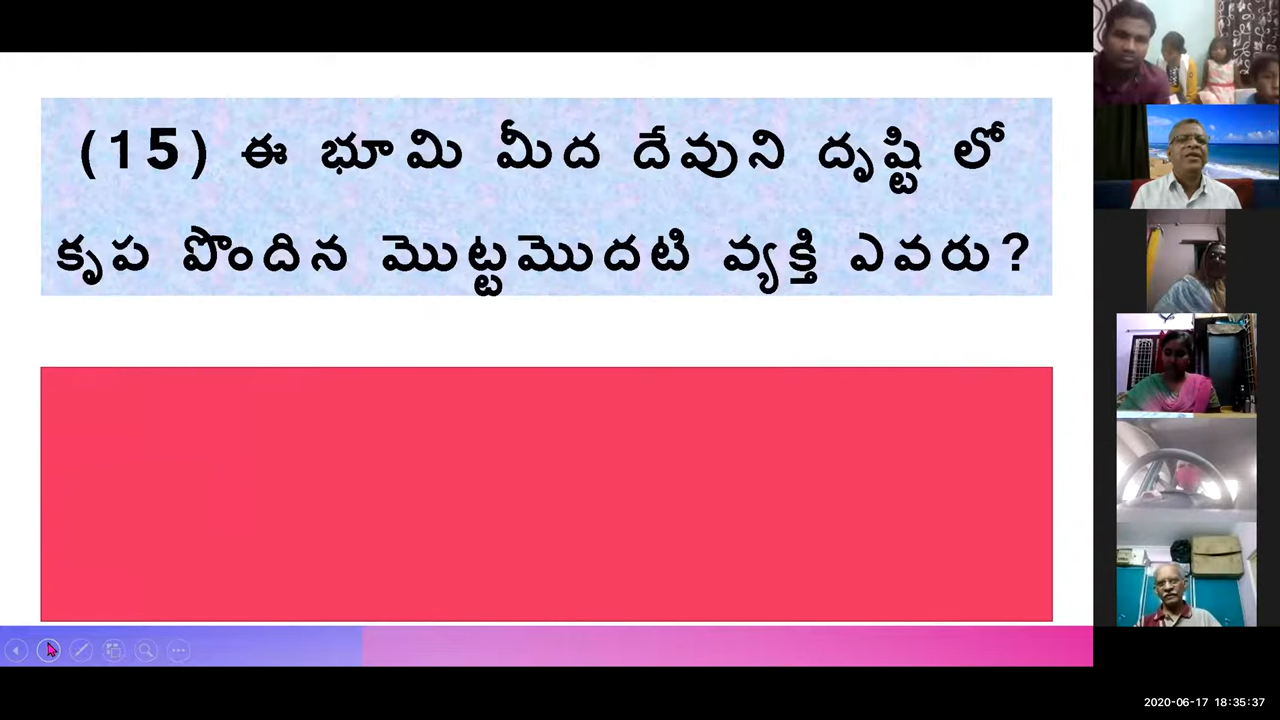 (15) ఈ భూమి మీద దేవుని దృష్టి లో
కృప పొందిన మొట్టమొదటి వ్యక్తి ఎవరు?
2020-06-17 18:35:37